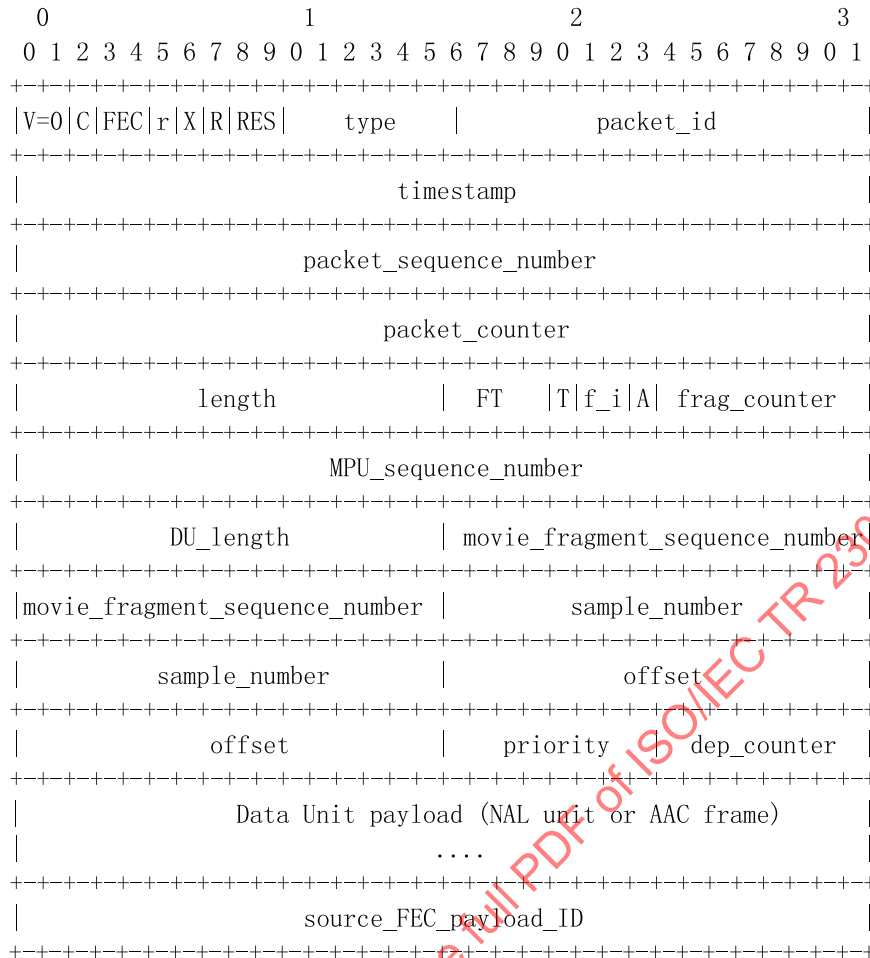 0 1 2 3
0 1 2 3 4 5 6 7 8 9 0 1 2 3 4 5 6 7 8 9 0 1 2 3 4 5 6 7 8 9 0 1
+-+-+-+-+-+-+-+-+-+-+-+-+-+-+-+-+-+-+-+-+-+-+-+-+-+-+-+-+-+-+-+-+
|V=0|C|FEC|r|X|R|RES| type | packet_id |
+-+-+-+-+-+-+-+-+-+-+-+-+-+-+-+-+-+-+-+-+-+-+-+-+-+-+-+-+-+-+-+-+
| timestamp |
+-+-+-+-+-+-+-+-+-+-+-+-+-+-+-+-+-+-+-+-+-+-+-+-+-+-+-+-+-+-+-+-+
| packet_sequence_number |
+-+-+-+-+-+-+-+-+-+-+-+-+-+-+-+-+-+-+-+-+-+-+-+-+-+-+-+-+-+-+-+-+
| packet_counter |
+-+-+-+-+-+-+-+-+-+-+-+-+-+-+-+-+-+-+-+-+-+-+-+-+-+-+-+-+-+-+-+-+
| length | FT |T|f_i|A| frag_counter |
+-+-+-+-+-+-+-+-+-+-+-+-+-+-+-+-+-+-+-+-+-+-+-+-+-+-+-+-+-+-+-+-+
| MPU_sequence_number |
+-+-+-+-+-+-+-+-+-+-+-+-+-+-+-+-+-+-+-+-+-+-+-+-+-+-+-+-+-+-+-+-+
| DU_length | movie_fragment_sequence_number|
+-+-+-+-+-+-+-+-+-+-+-+-+-+-+-+-+-+-+-+-+-+-+-+-+-+-+-+-+-+-+-+-+
|movie_fragment_sequence_number | sample_number |
+-+-+-+-+-+-+-+-+-+-+-+-+-+-+-+-+-+-+-+-+-+-+-+-+-+-+-+-+-+-+-+-+
| sample_number | offset |
+-+-+-+-+-+-+-+-+-+-+-+-+-+-+-+-+-+-+-+-+-+-+-+-+-+-+-+-+-+-+-+-+
| offset | priority | dep_counter |
+-+-+-+-+-+-+-+-+-+-+-+-+-+-+-+-+-+-+-+-+-+-+-+-+-+-+-+-+-+-+-+-+
| Data Unit payload (NAL unit or AAC frame) |
| .... |
+-+-+-+-+-+-+-+-+-+-+-+-+-+-+-+-+-+-+-+-+-+-+-+-+-+-+-+-+-+-+-+-+
| source_FEC_payload_ID |
+-+-+-+-+-+-+-+-+-+-+-+-+-+-+-+-+-+-+-+-+-+-+-+-+-+-+-+-+-+-+-+-+
full PDF of ISO/IEC TR 230